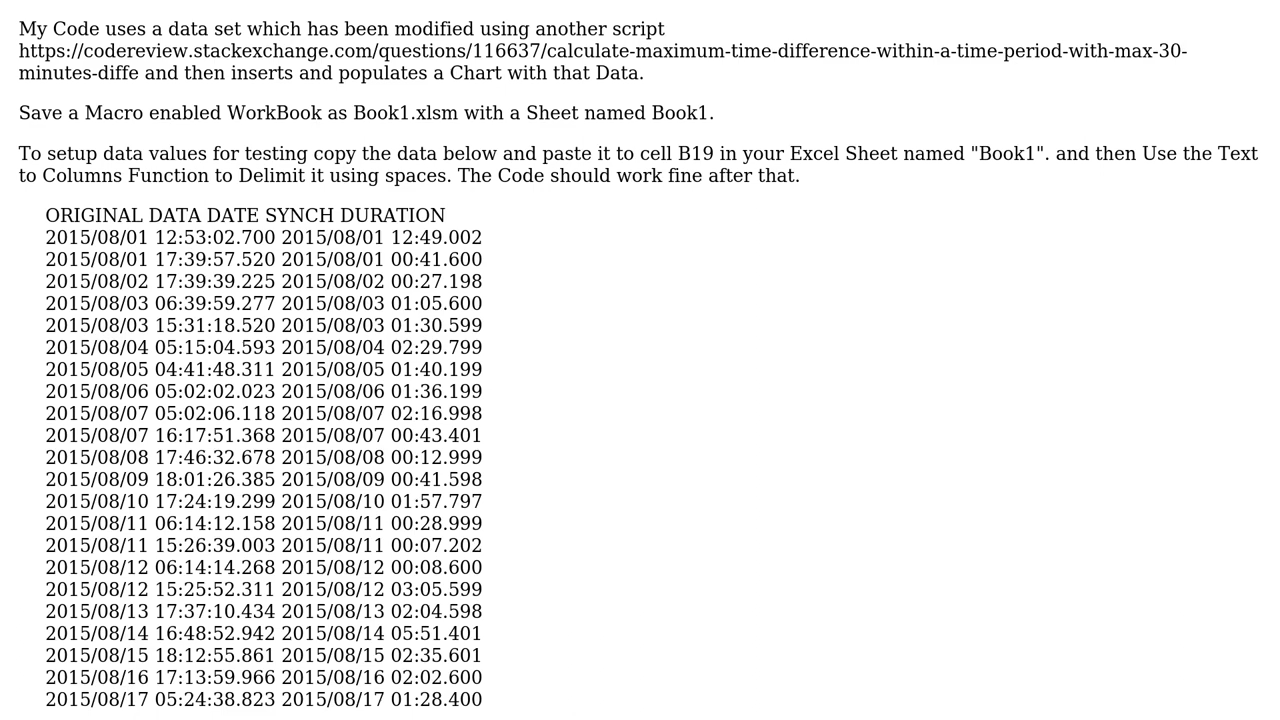 My Code uses a data set which has been modified using another script
https://codereview.stackexchange.com/questions/116637/calculate-maximum-time-difference-within-a-time-period-with-max-30-
minutes-diffe and then inserts and populates a Chart with that Data.
Save a Macro enabled WorkBook as Book1.xlsm with a Sheet named Book1.
To setup data values for testing copy the data below and paste it to cell B19 in your Excel Sheet named "Book1". and then Use the Text
to Columns Function to Delimit it using spaces. The Code should work fine after that.
ORIGINAL DATA DATE SYNCH DURATION
2015/08/01 12:53:02.700 2015/08/01 12:49.002
2015/08/01 17:39:57.520 2015/08/01 00:41.600
2015/08/02 17:39:39.225 2015/08/02 00:27.198
2015/08/03 06:39:59.277 2015/08/03 01:05.600
2015/08/03 15:31:18.520 2015/08/03 01:30.599
2015/08/04 05:15:04.593 2015/08/04 02:29.799
2015/08/05 04:41:48.311 2015/08/05 01:40.199
2015/08/06 05:02:02.023 2015/08/06 01:36.199
2015/08/07 05:02:06.118 2015/08/07 02:16.998
2015/08/07 16:17:51.368 2015/08/07 00:43.401
2015/08/08 17:46:32.678 2015/08/08 00:12.999
2015/08/09 18:01:26.385 2015/08/09 00:41.598
2015/08/10 17:24:19.299 2015/08/10 01:57.797
2015/08/11 06:14:12.158 2015/08/11 00:28.999
2015/08/11 15:26:39.003 2015/08/11 00:07.202
2015/08/12 06:14:14.268 2015/08/12 00:08.600
2015/08/12 15:25:52.311 2015/08/12 03:05.599
2015/08/13 17:37:10.434 2015/08/13 02:04.598
2015/08/14 16:48:52.942 2015/08/14 05:51.401
2015/08/15 18:12:55.861 2015/08/15 02:35.601
2015/08/16 17:13:59.966 2015/08/16 02:02.600
2015/08/17 05:24:38.823 2015/08/17 01:28.400